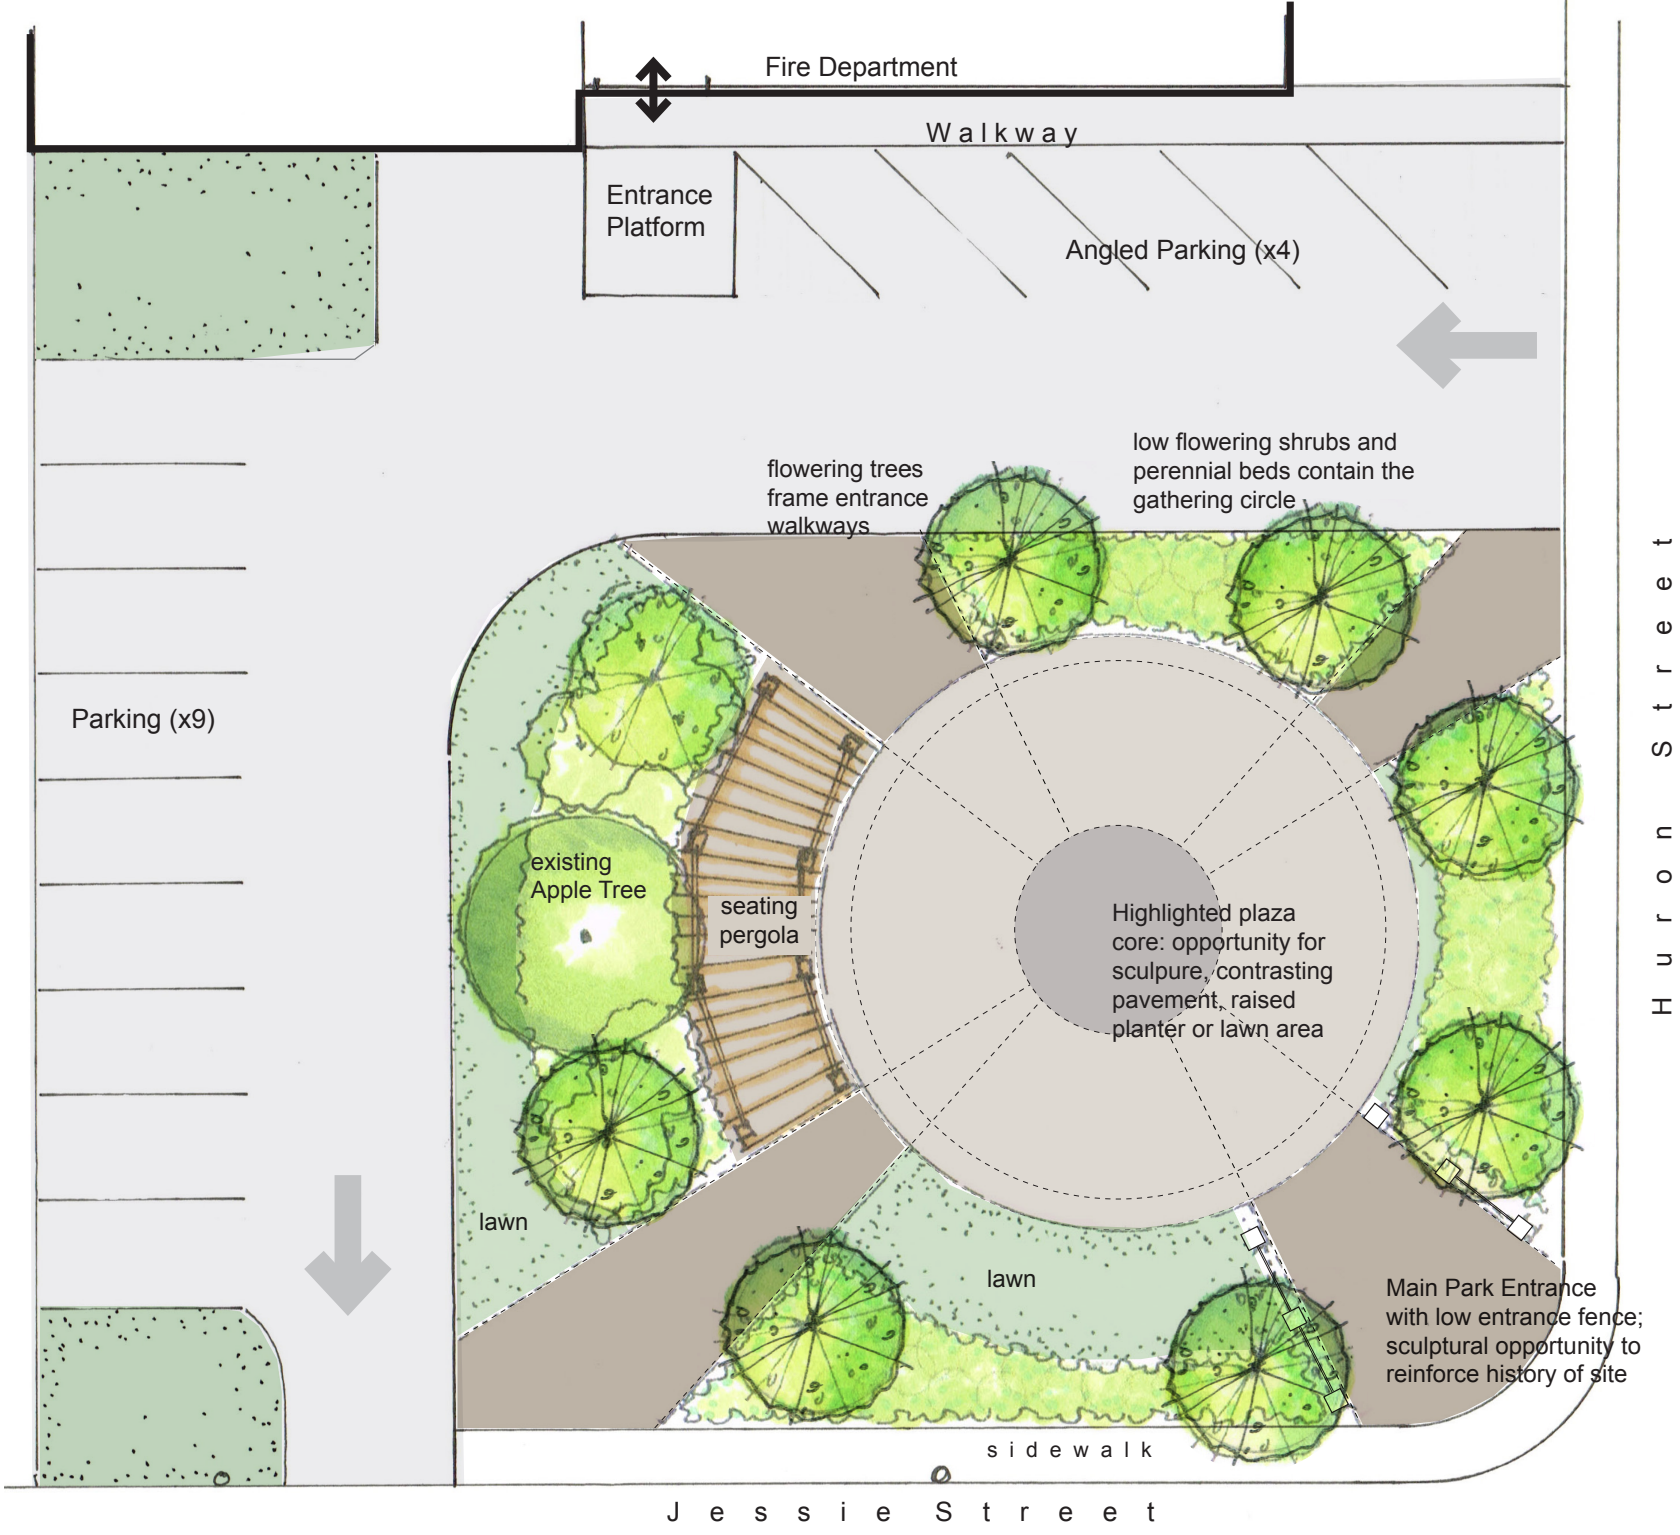 Fire Department
Walkway
Entrance
Platform
Angled Parking (x4)
low flowering shrubs and
perennial beds contain the
gathering circle
flowering trees
frame entrance
walkways
Huron Street
Parking (x9)
existing
Apple Tree
seating
pergola
Highlighted plaza
core: opportunity for
sculpure, contrasting
pavement, raised
planter or lawn area
lawn
lawn
Main Park Entrance
with low entrance fence;
sculptural opportunity to
reinforce history of site
sidewalk
Jessie Street